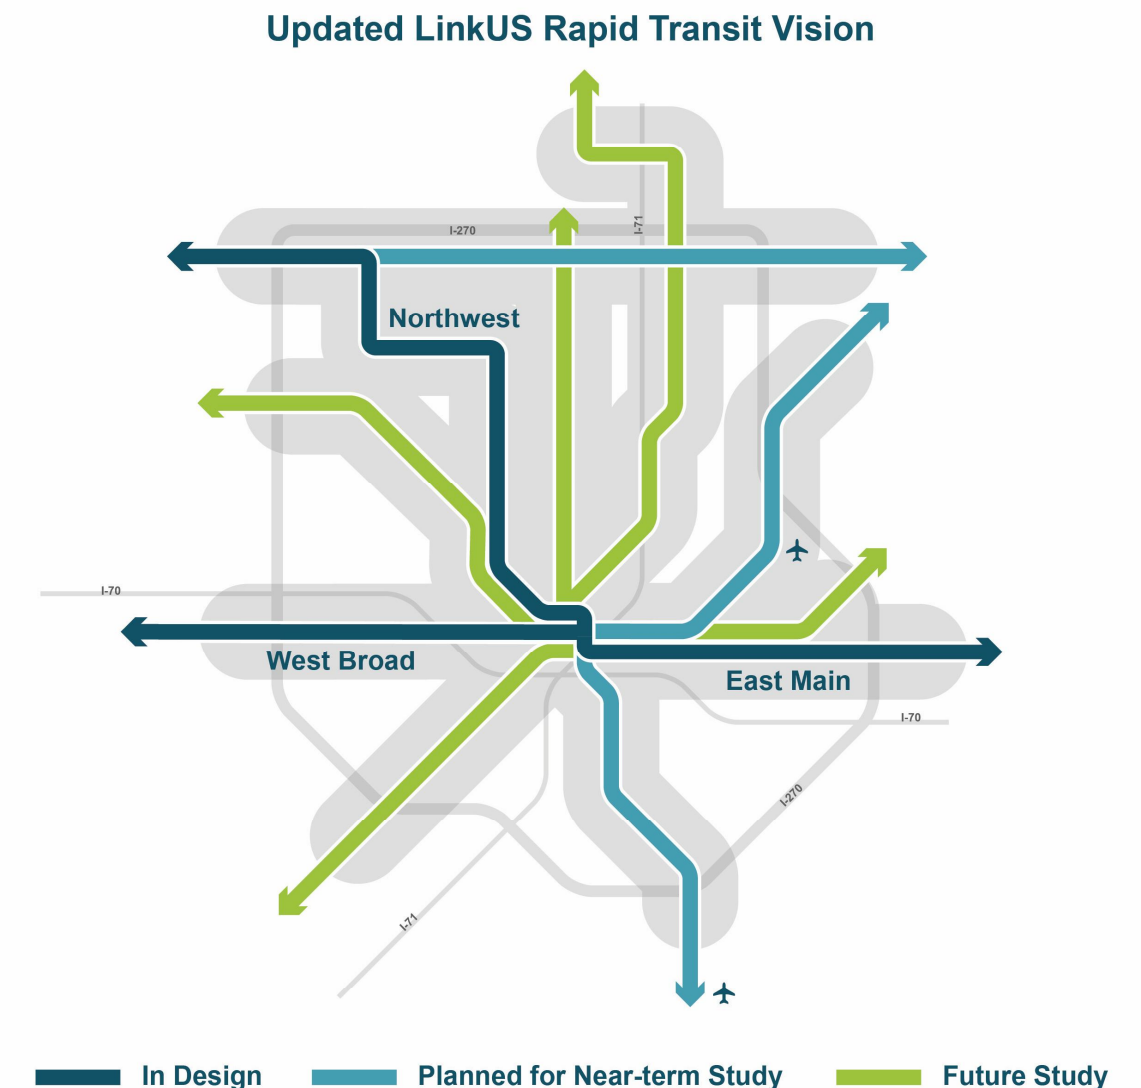 Updated LinkUS Rapid Transit Vision
I-71
I-270
Northwest
I-70
West Broad
East Main
I-70
I-270
I-71
In Design
Planned for Near-term Study
Future Study